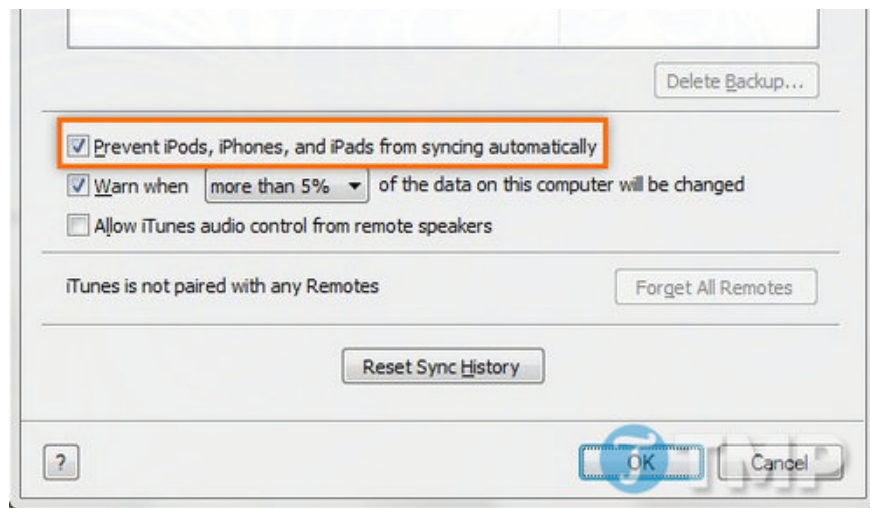 Delete Backup...
Prevent iPods, iPhones, and iPads from syncing automatically
Warn when more than 5% of the data on this computer will be changed
Allow iTunes audio control from remote speakers
iTunes is not paired with any Remotes Forget All Remotes
Reset Sync History
? OK Cancel
TMP